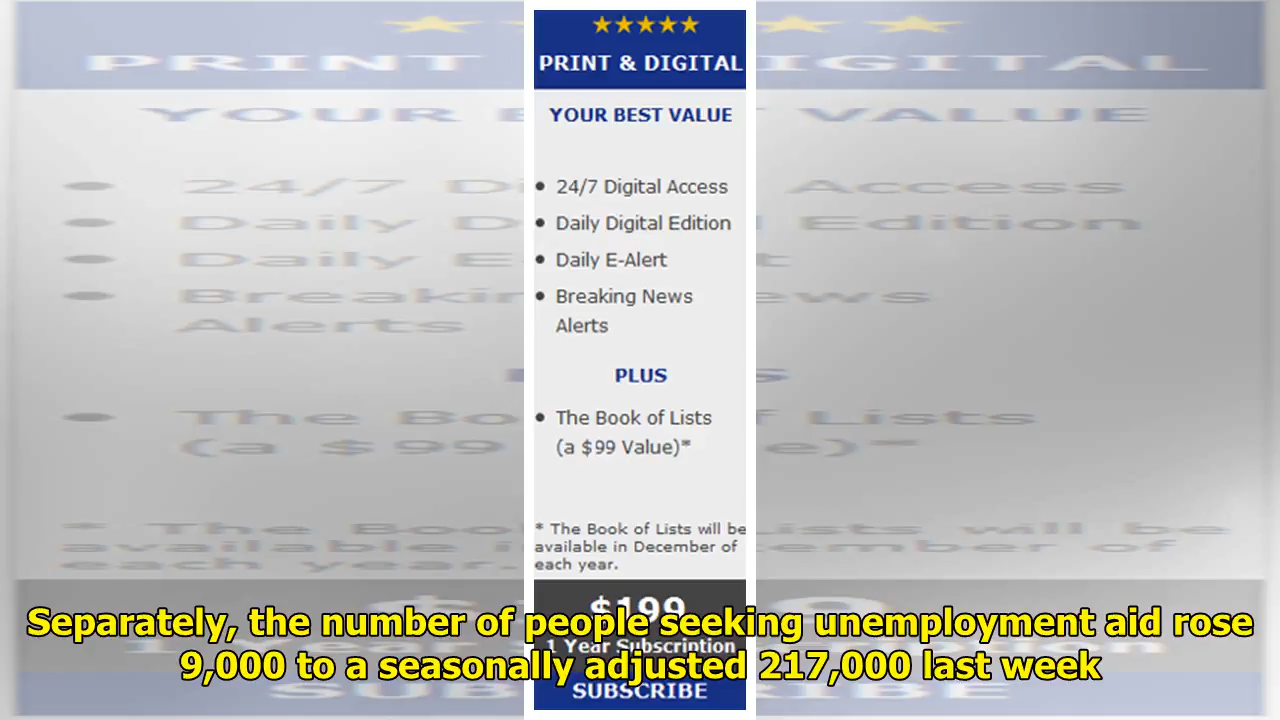 PRINT & DIGITAL
YOUR BEST VALUE
24/7 Digital Access
Daily Digital Edition
Daily E-Alert
Breaking News
Alerts
PLUS
The Book of Lists
(a $99 Value)*
* The Book of Lists will be
available in December of
each year.
$199
1 Year Subscription
SUBSCRIBE
Separately, the number of people seeking unemployment aid rose
9,000 to a seasonally adjusted 217,000 last week